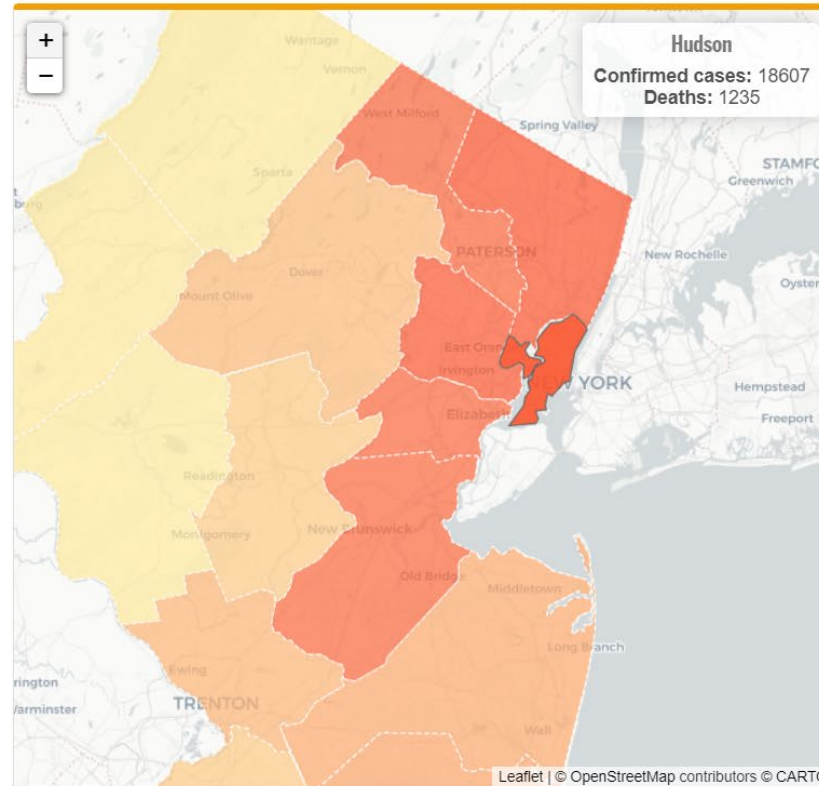 +
−
Hudson
Confirmed cases: 18607
Deaths: 1235
Wantage
Vernon
West Milford
Spring Valley
STAMFO
Greenwich
Sparta
PATERSON
New Rochelle
Dover
Mount Olive
Oyster
East Oran
Irvington
NEW YORK
Hempstead
Elizabeth
Freeport
Readington
Montgomery
New Brunswick
Old Bridge
Middletown
Long Branch
Ewing
rington
TRENTON
Warminster
Wall
Leaflet | © OpenStreetMap contributors © CARTO